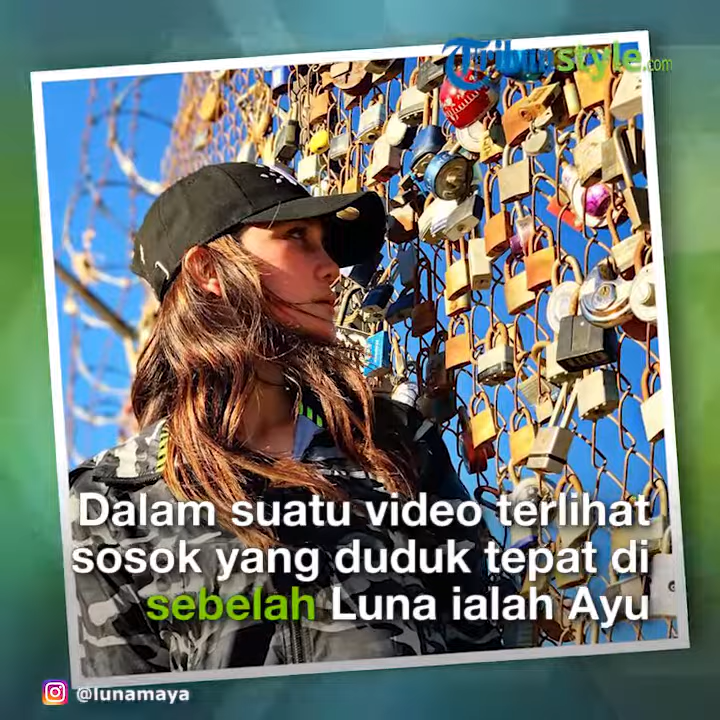 Tribunstyle.com
Dalam suatu video terlihat
sosok yang duduk tepat di
sebelah Luna ialah Ayu
@lunamaya